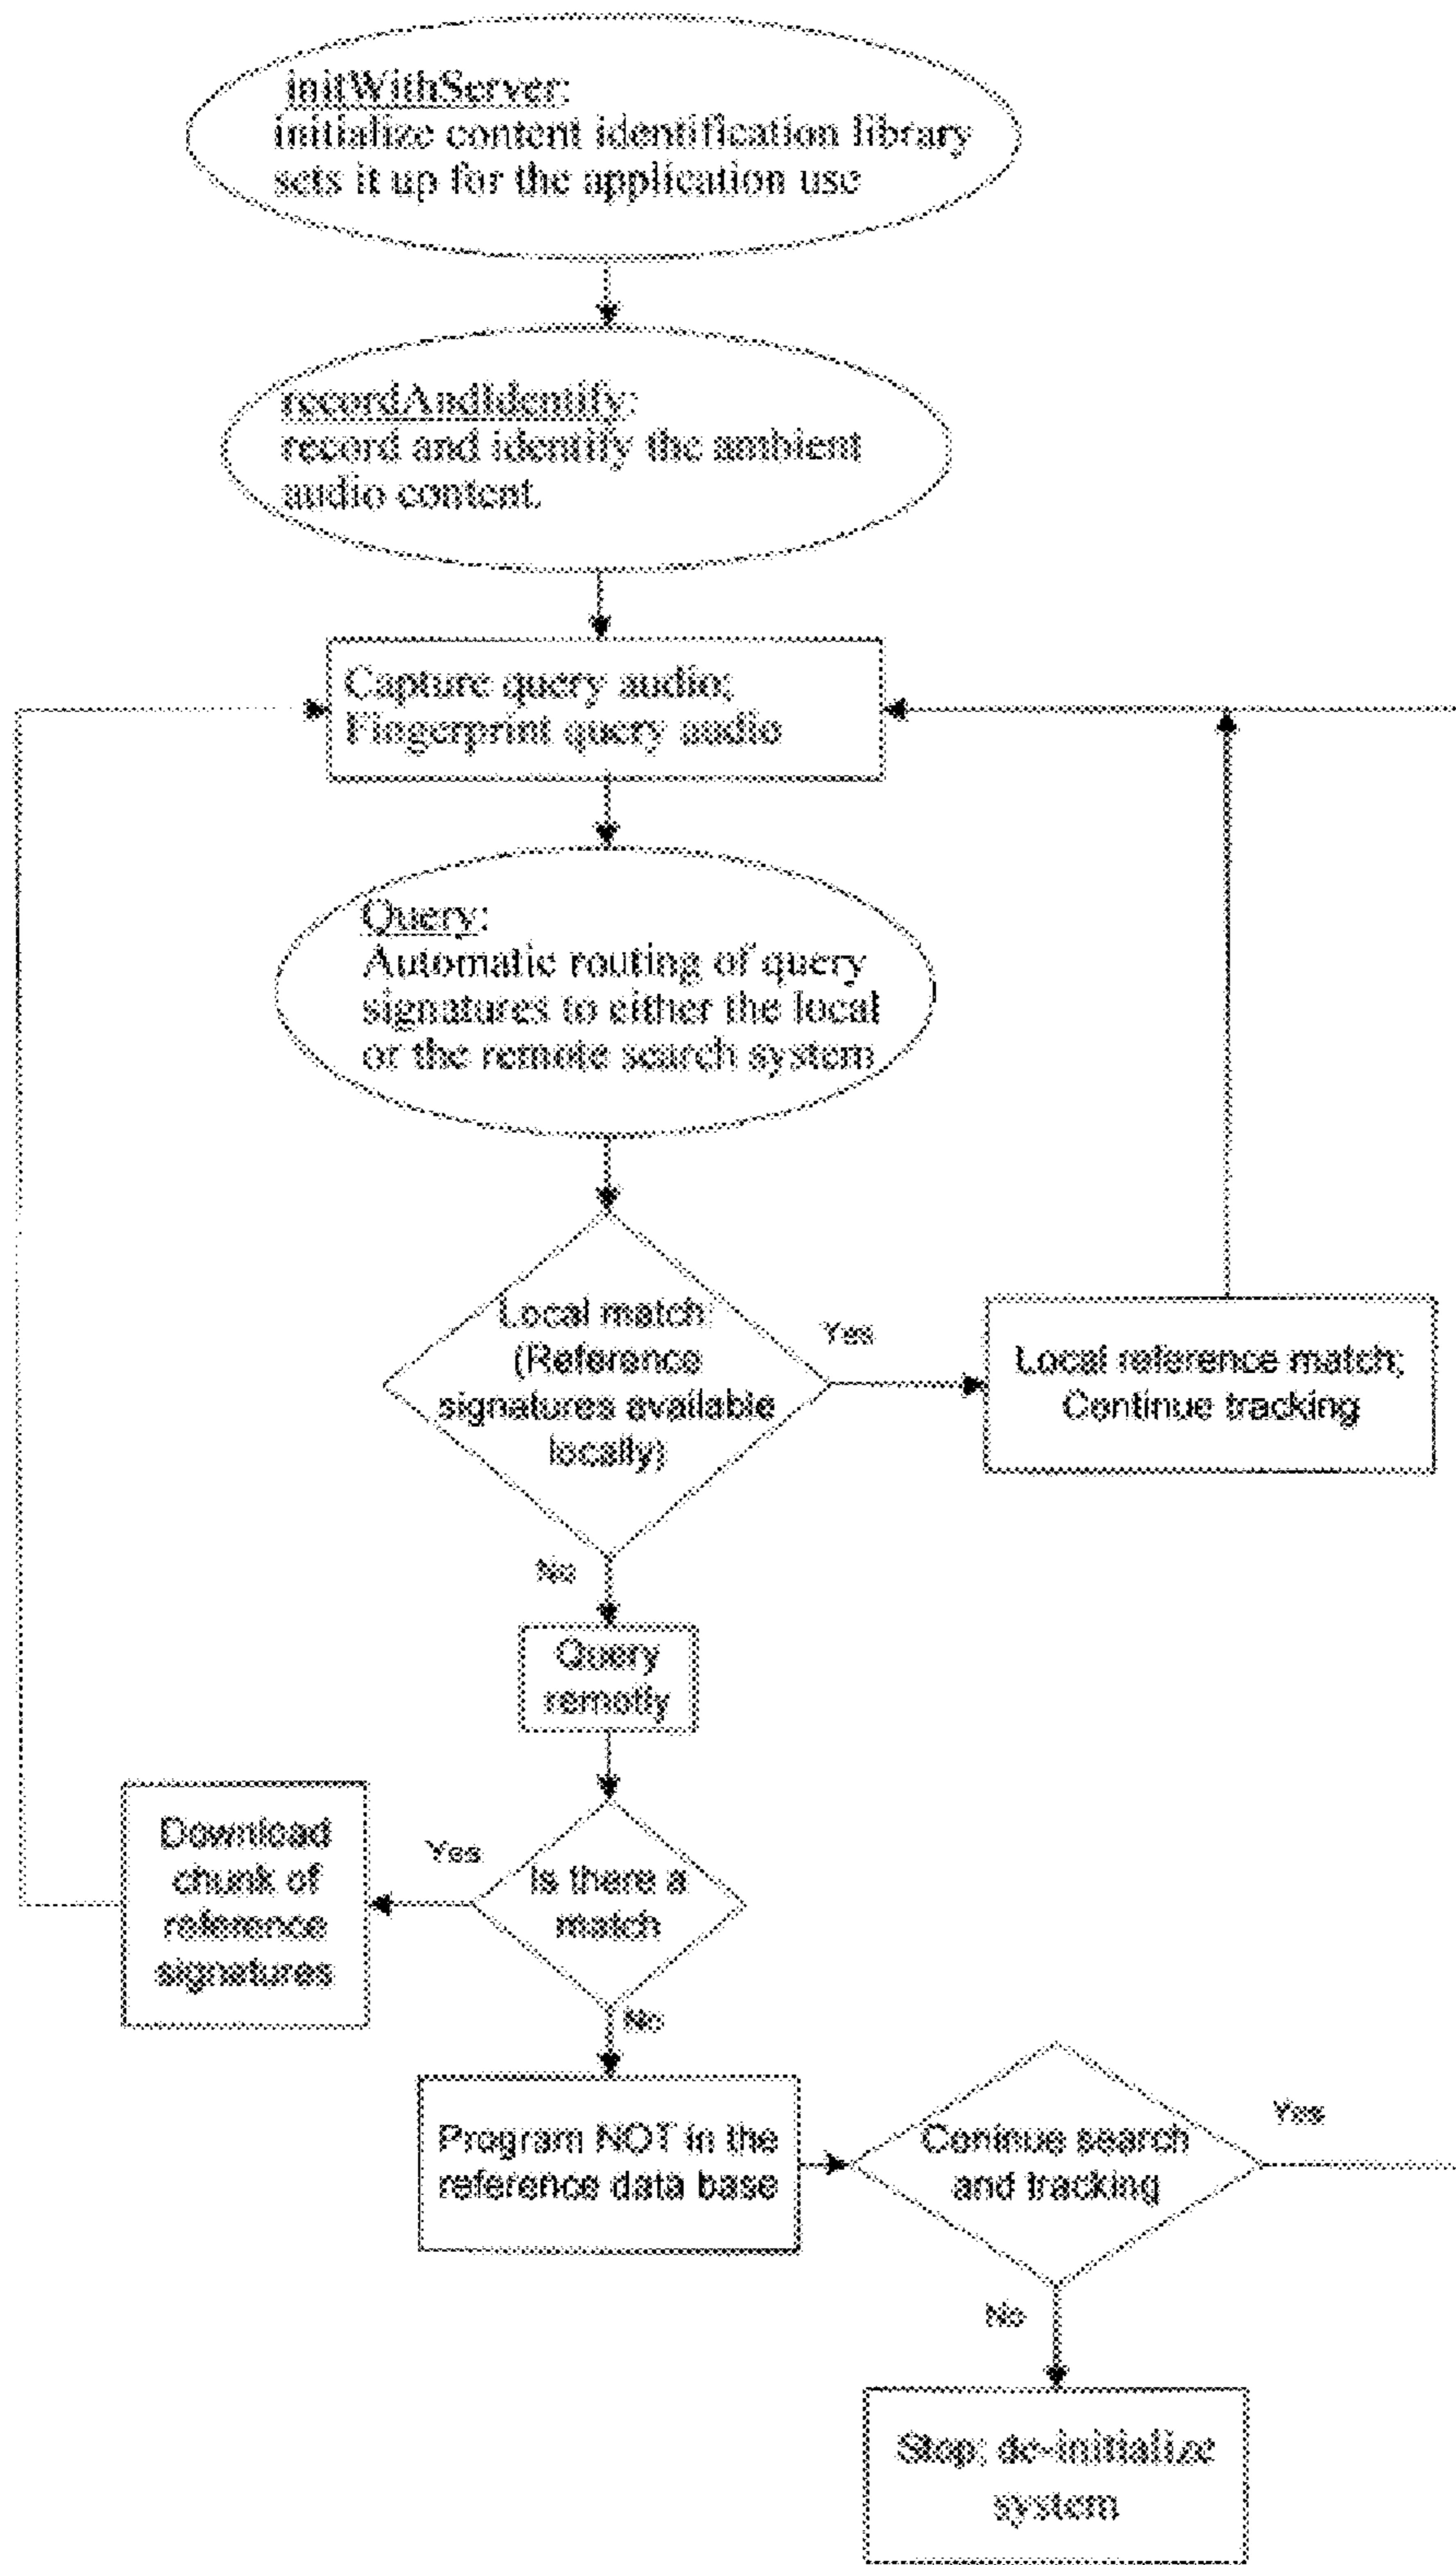 initWithServer:
initialize content identification library
sets it up for the application use
recordAndIdentify:
record and identify the ambient
audio content.
Capture query audio;
Fingerprint query audio
Query:
Automatic routing of query
signatures to either the local
or the remote search system
Local match
(Reference
signatures available
locally)
Yes
Local reference match;
Continue tracking
No
Query
remotly
Download
chunk of
reference
signatures
Yes
Is there a
match
No
Program NOT in the
reference data base
Coninue search
and tracking
Yes
No
Stop; de-initialize
system